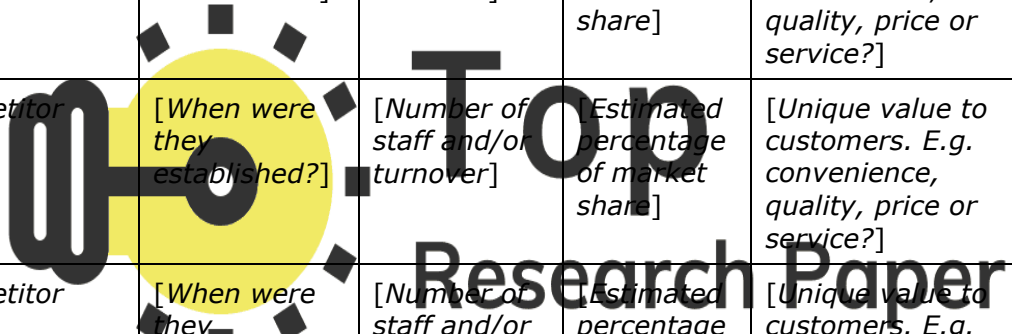 share]
quality, price or
service?]
etitor
[When were
they
established?]
[Number of
staff and/or
turnover]
[Estimated
percentage
of market
share]
[Unique value to
customers. E.g.
convenience,
quality, price or
service?]
Top
Research Paper
etitor
[When were
they
[Number of
staff and/or
[Estimated
percentage
[Unique value to
customers. E.g.